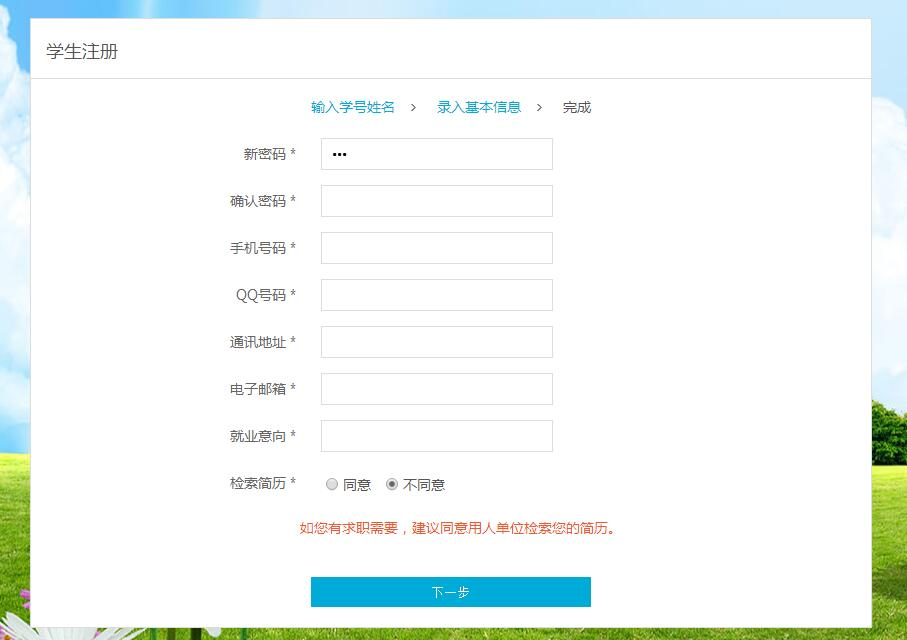 学生注册
输入学号姓名 > 录入基本信息 > 完成
新密码 * •••
确认密码 *
手机号码 *
QQ号码 *
通讯地址 *
电子邮箱 *
就业意向 *
检索简历 * 同意 不同意
如您有求职需要，建议同意用人单位检索您的简历。
下一步